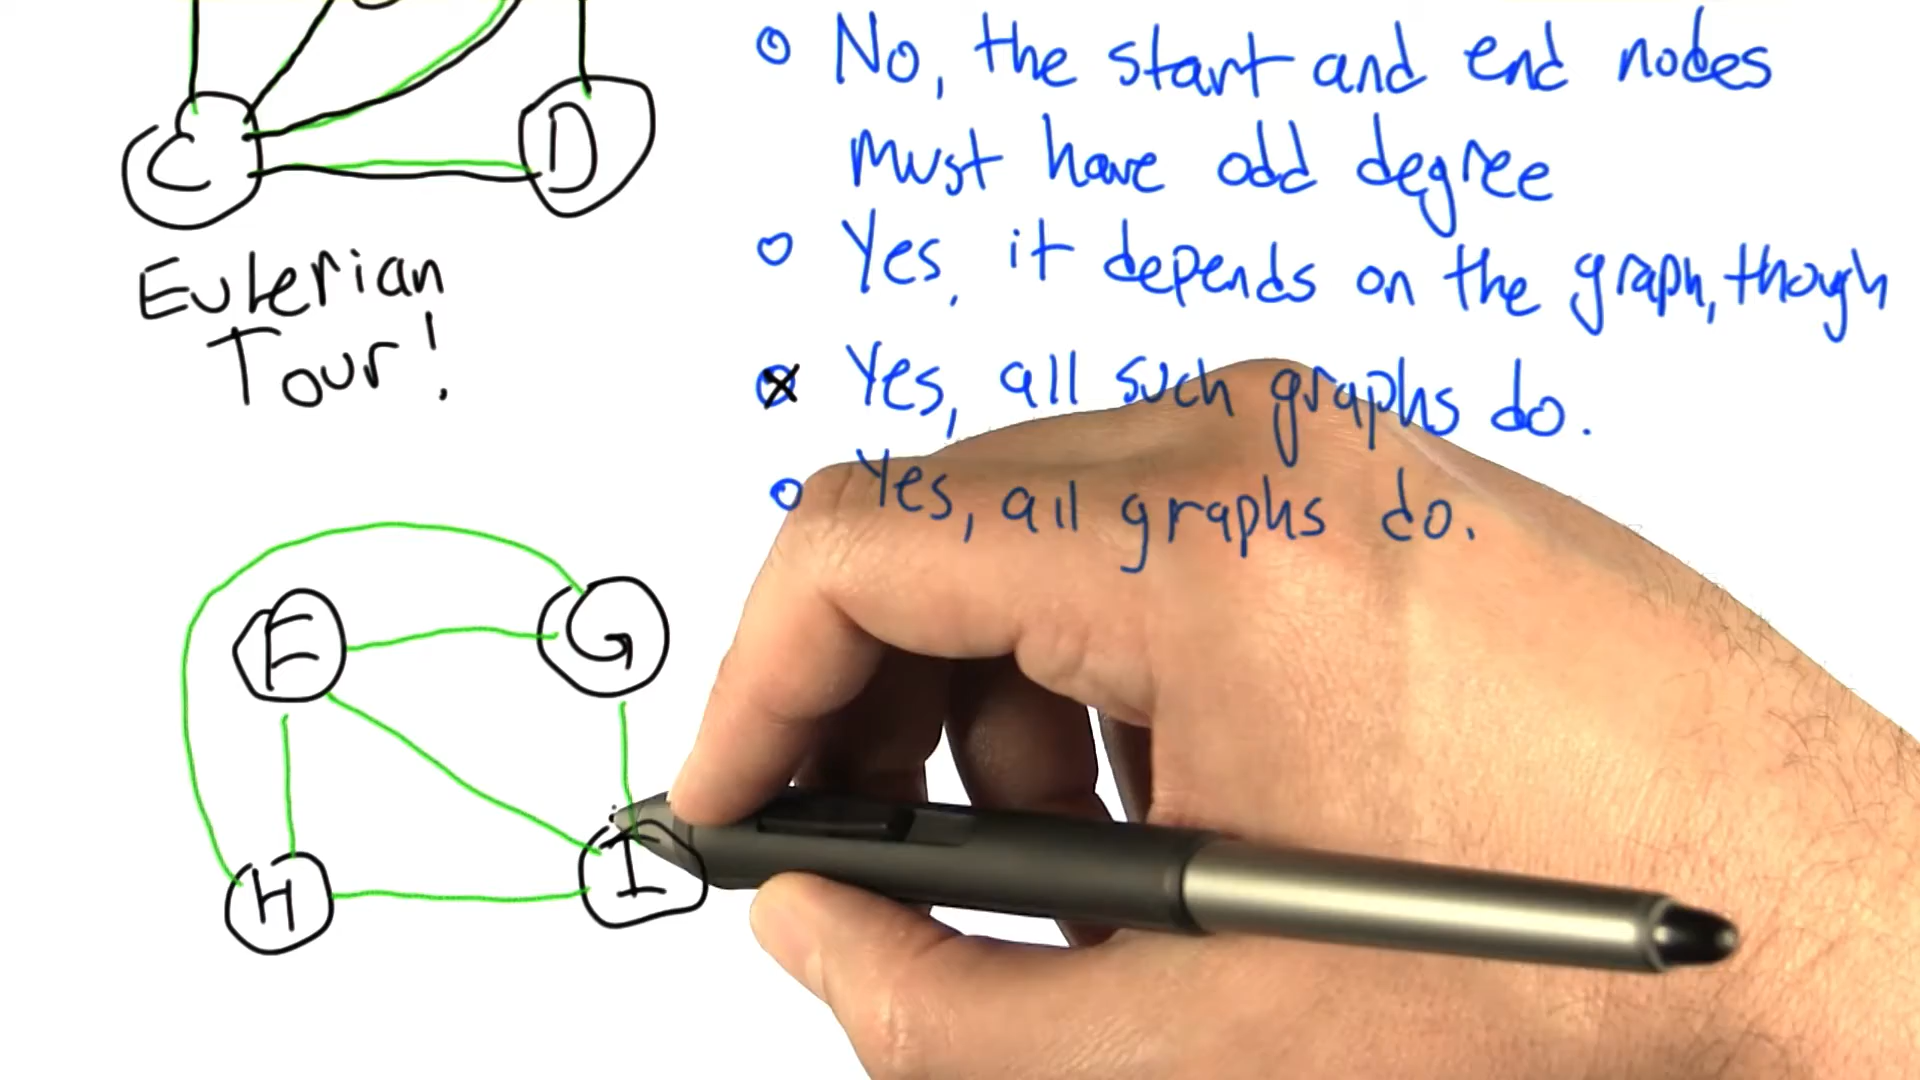 No, the start and end nodes
must have odd degree
Yes, it depends on the graph, though
Yes, all such graphs do.
Yes, all graphs do.
C
D
Eulerian
Tour!
E
G
H
I